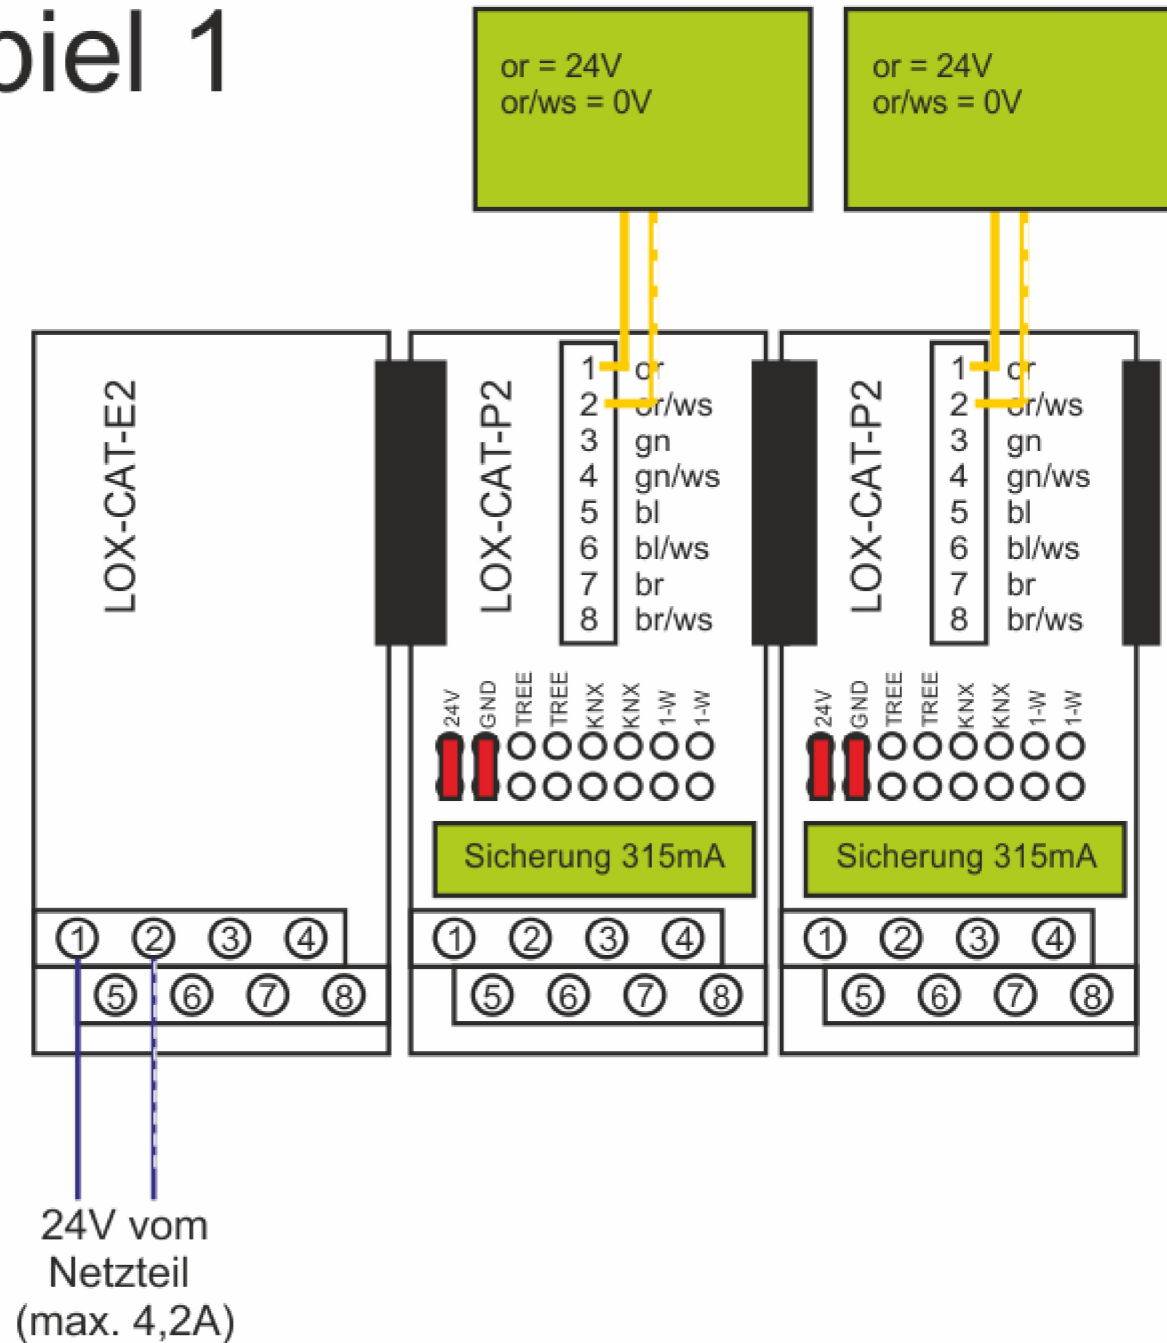 piel 1
or = 24V
or/ws = 0V
or = 24V
or/ws = 0V
LOX-CAT-E2
LOX-CAT-P2
1 or
2 or/ws
3 gn
4 gn/ws
5 bl
6 bl/ws
7 br
8 br/ws
24V GND TREE TREE KNX KNX 1-W 1-W
Sicherung 315mA
LOX-CAT-P2
1 or
2 or/ws
3 gn
4 gn/ws
5 bl
6 bl/ws
7 br
8 br/ws
24V GND TREE TREE KNX KNX 1-W 1-W
Sicherung 315mA
1 2 3 4
5 6 7 8
1 2 3 4
5 6 7 8
1 2 3 4
5 6 7 8
24V vom
Netzteil
(max. 4,2A)